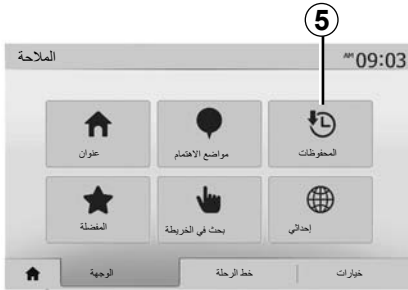 5
الملاحة
AM 09:03
المحفوظات
مواضع الاهتمام
عنوان
إحداثي
بحث في الخريطة
المفضلة
خيارات
خط الرحلة
الوجهة